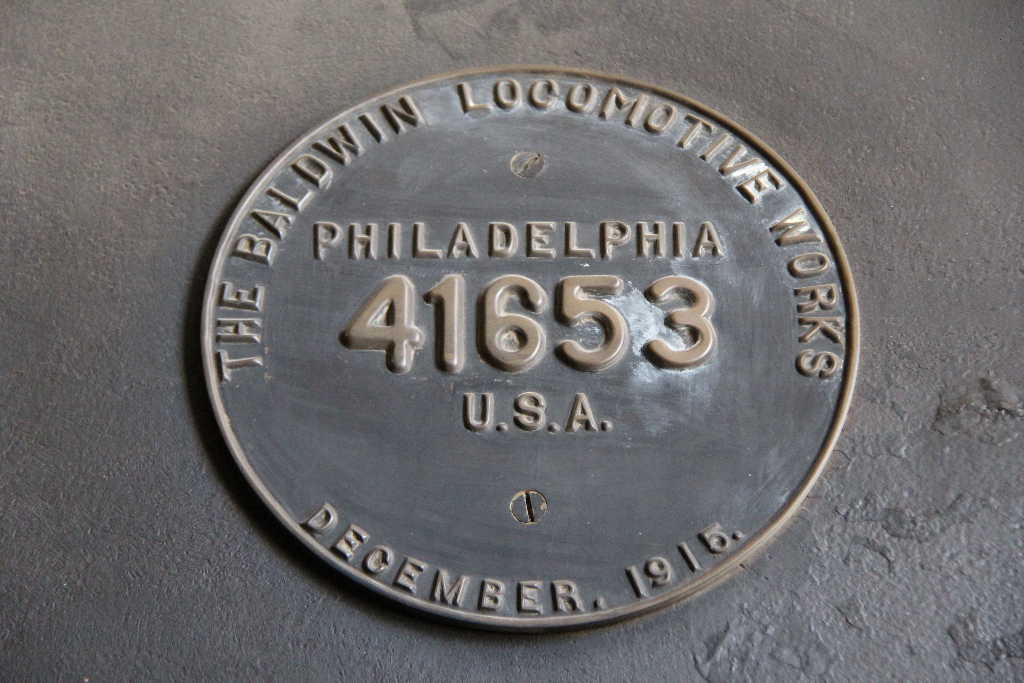 THE BALDWIN LOCOMOTIVE WORKS
PHILADELPHIA
41653
U.S.A.
DECEMBER. 1915.